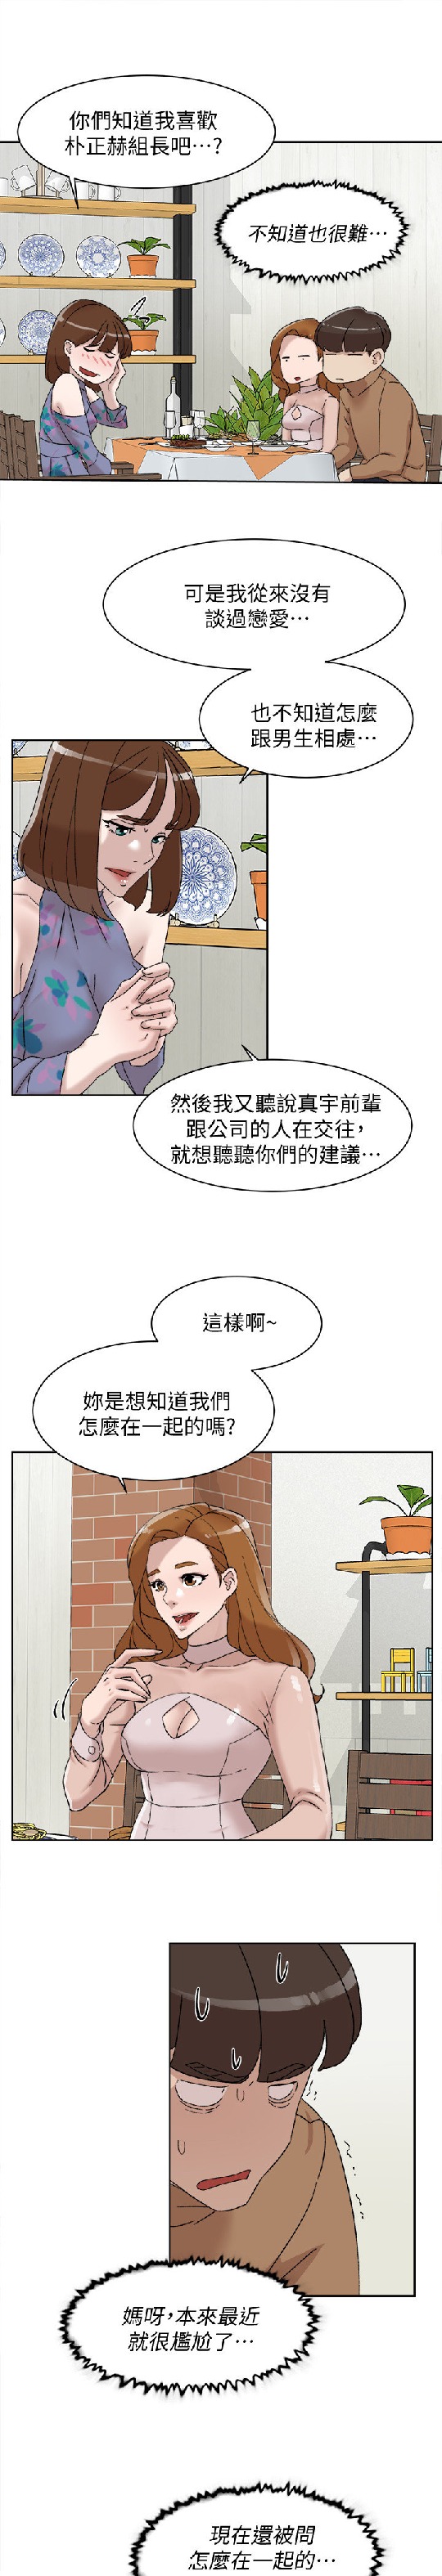 你們知道我喜歡
朴正赫組長吧…?
不知道也很難…
可是我從來沒有
談過戀愛…
也不知道怎麼
跟男生相處…
然後我又聽說真宇前輩
跟公司的人在交往,
就想聽聽你們的建議…
這樣啊~
妳是想知道我們
怎麼在一起的嗎?
媽呀,本來最近
就很尷尬了…
現在還被問
怎麼在一起的…